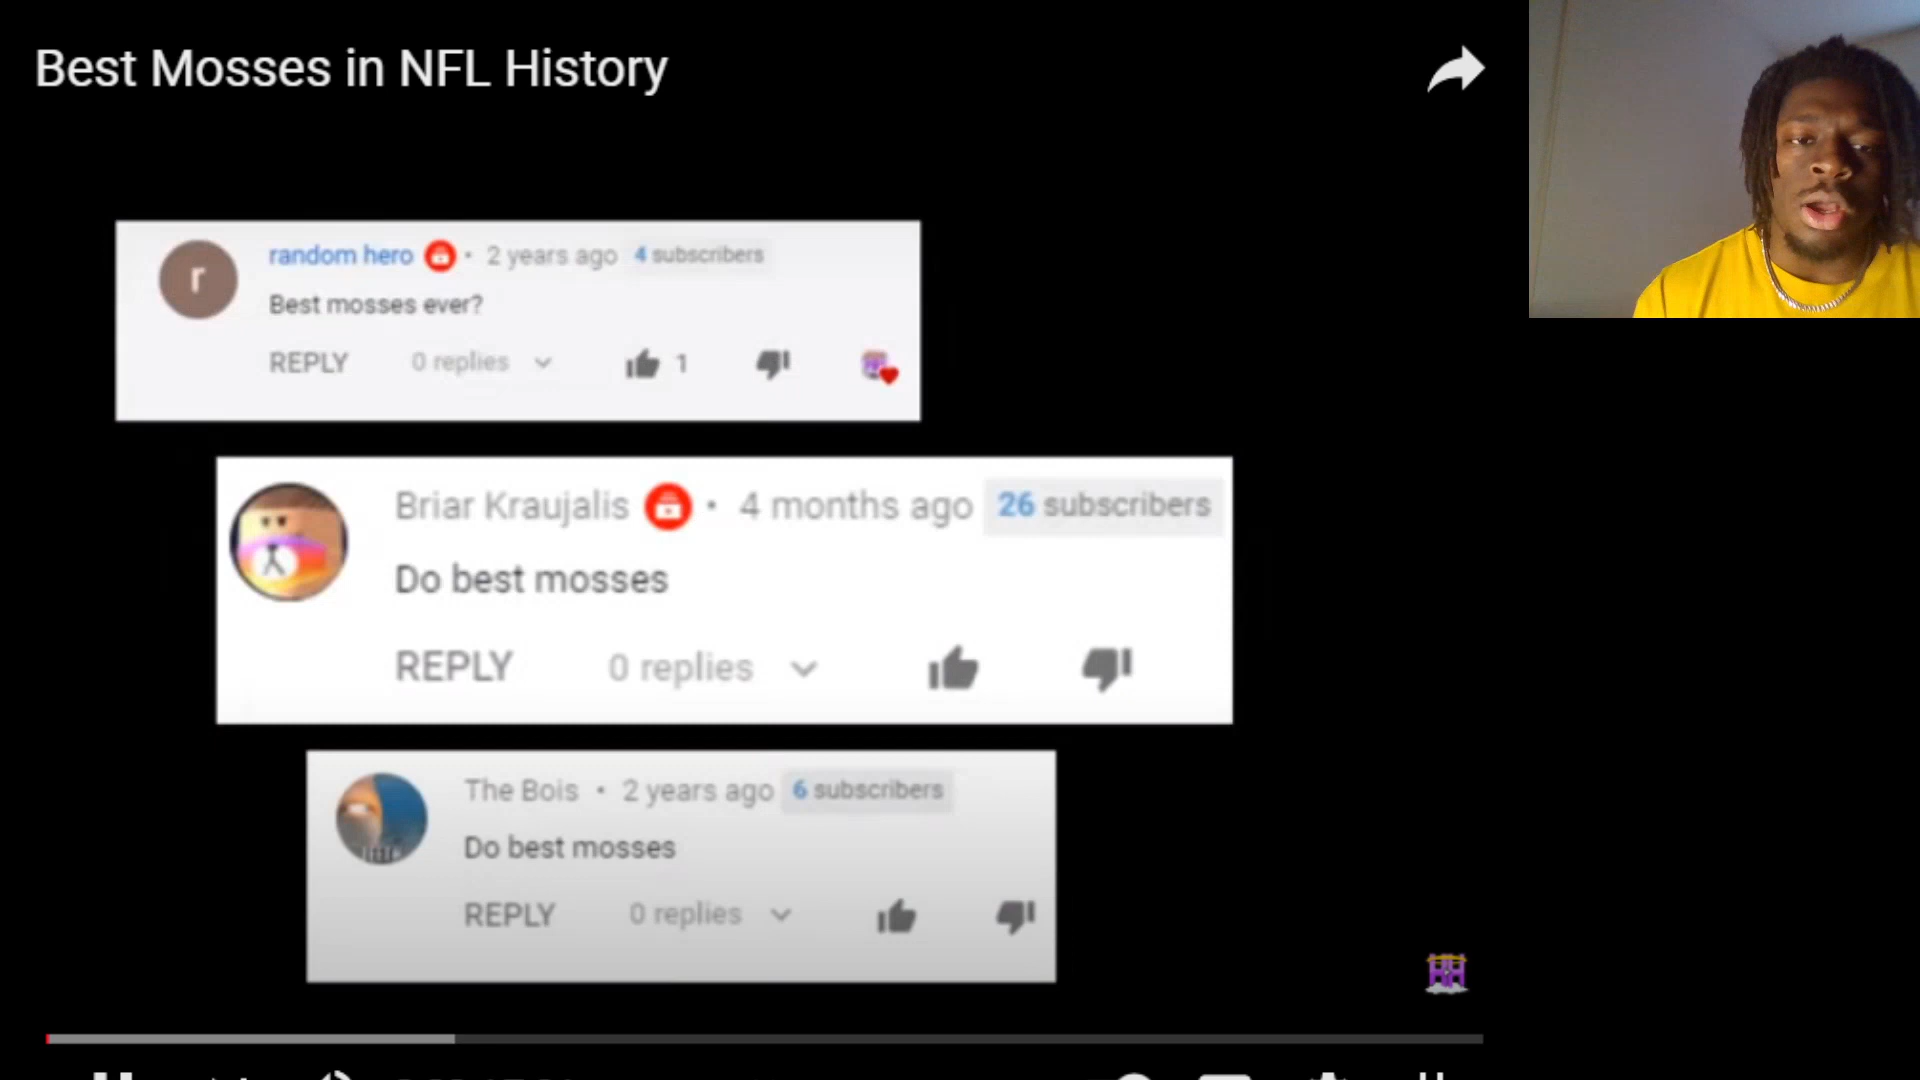 Best Mosses in NFL History
random hero • 2 years ago 4 subscribers
r
Best mosses ever?
REPLY 0 replies 1
Briar Kraujalis • 4 months ago 26 subscribers
Do best mosses
REPLY 0 replies
The Bois • 2 years ago 6 subscribers
Do best mosses
REPLY 0 replies